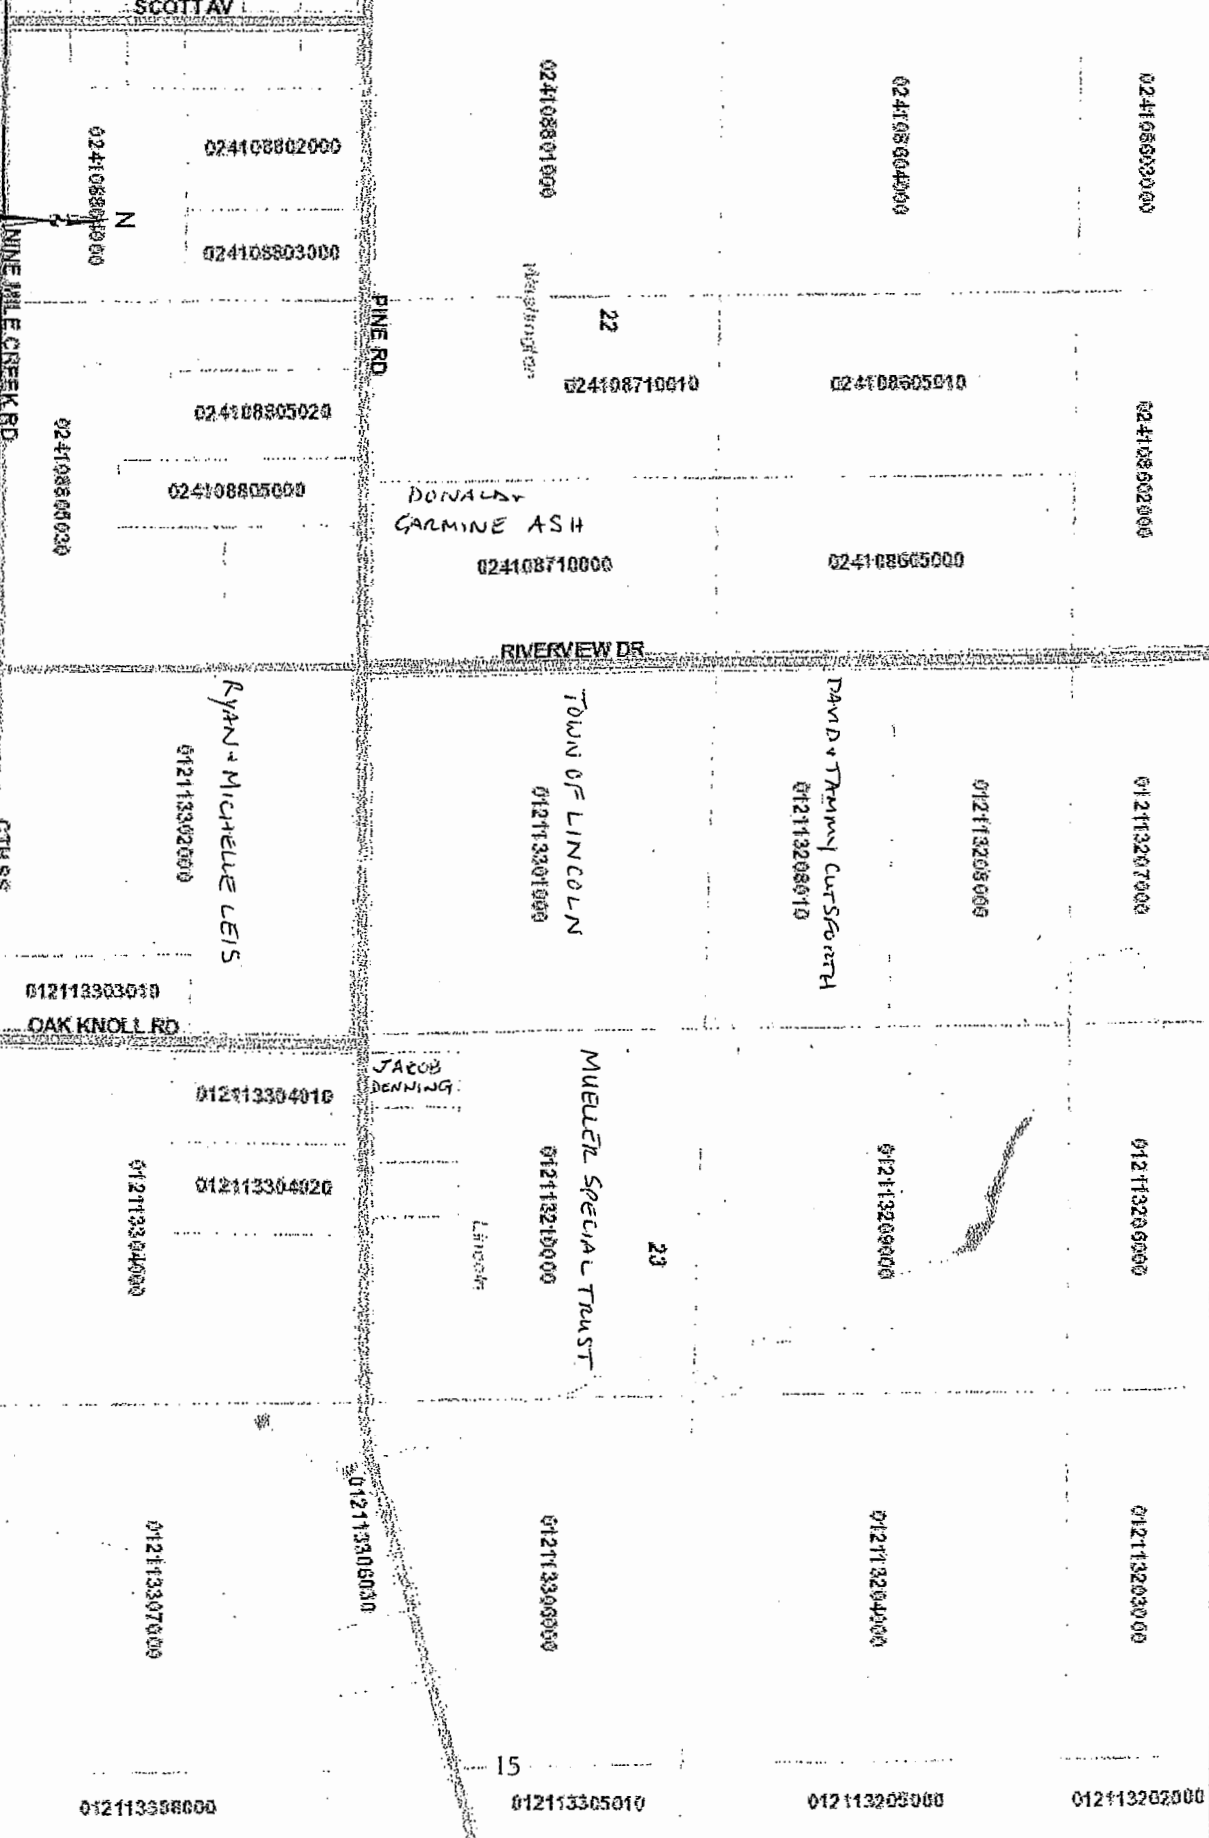 SCOTT AV
024108801000
024108604000
024108603000
024108802000
N
024108803000
NINE MILE CREEK RD
PINE RD
Washington
22
024108710010
024108605010
024108602000
024108805020
024108805030
024108805000
DONALD &
CARMINE ASH
024108710000
024108605000
RIVERVIEW DR
RYAN & MICHELLE LEIS
012113302000
TOWN OF LINCOLN
012113301000
DAVID & TAMMY CUTSFORTH
012113208010
012113208000
012113207000
012113303010
OAK KNOLL RD
JACOB
DENNING
012113304010
012113304020
012113304000
MUELLER SPECIAL TRUST
012113210000
Lincoln
23
012113209000
012113206000
012113306030
012113307000
012113306000
012113204000
012113203000
15
012113308000
012113305010
012113205000
012113202000